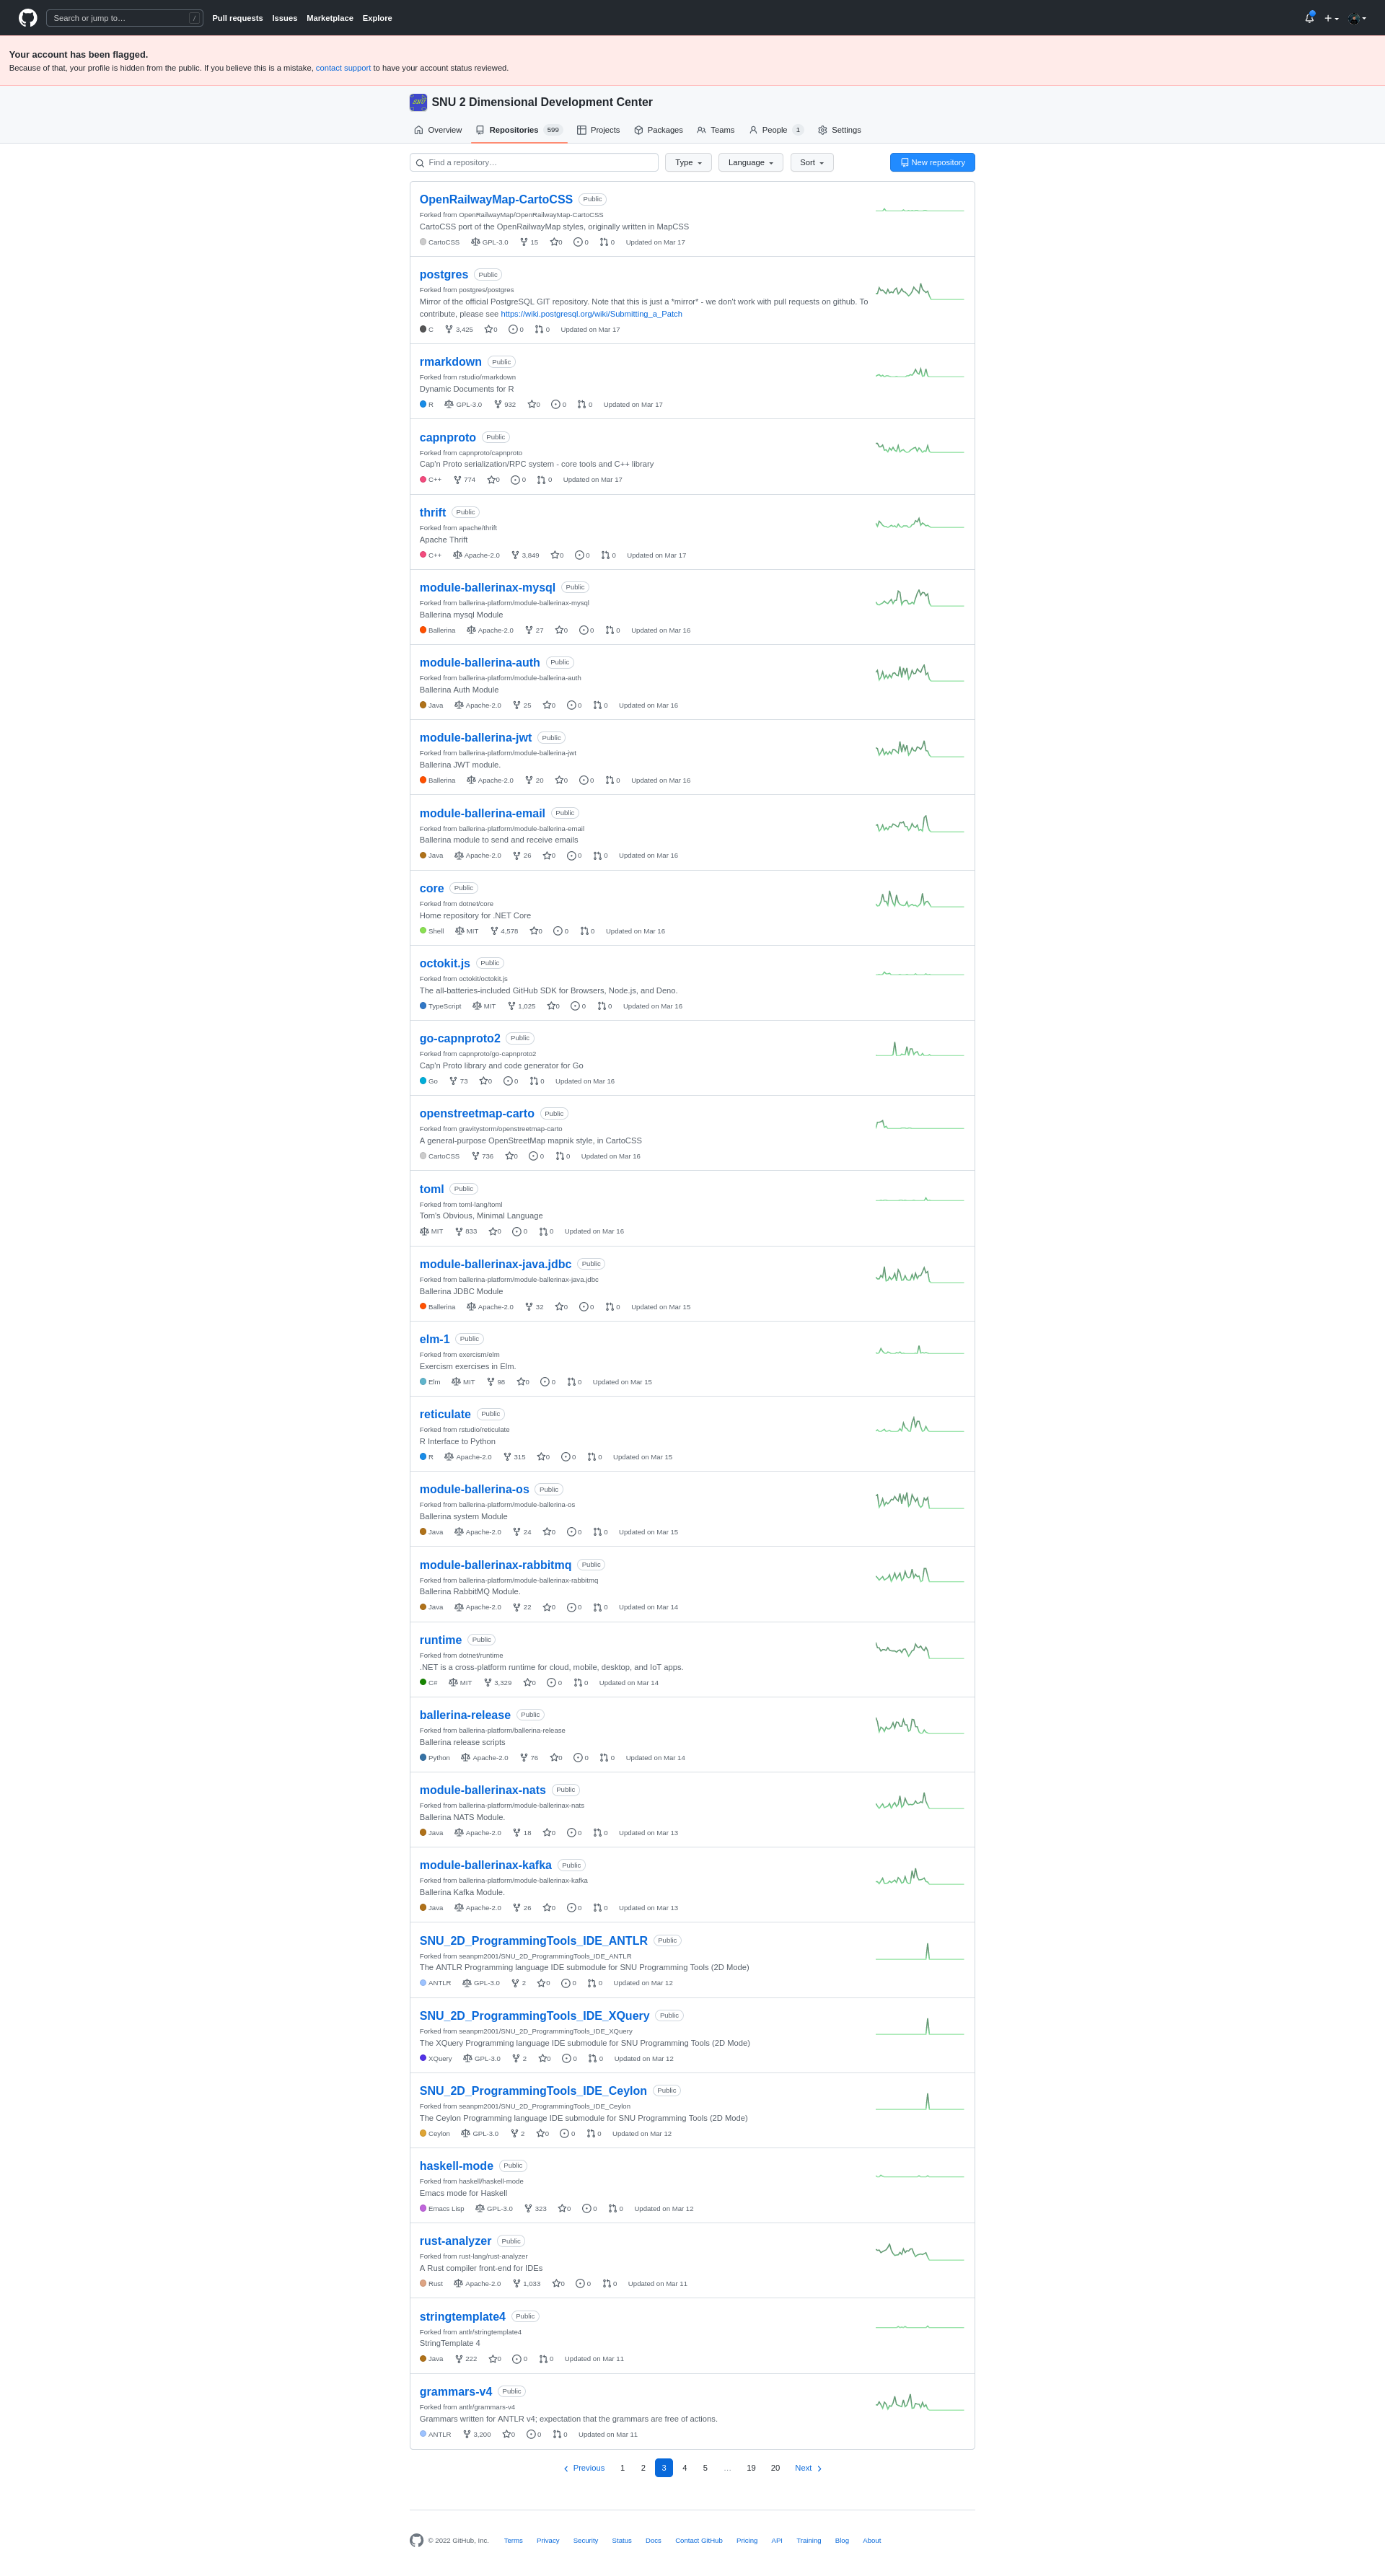 Search or jump to… /
Pull requests Issues Marketplace Explore
Your account has been flagged.
Because of that, your profile is hidden from the public. If you believe this is a mistake, contact support to have your account status reviewed.
SNU 2 Dimensional Development Center
Overview Repositories 599 Projects Packages Teams People 1 Settings
Find a repository… Type Language Sort New repository
OpenRailwayMap-CartoCSS Public
Forked from OpenRailwayMap/OpenRailwayMap-CartoCSS
CartoCSS port of the OpenRailwayMap styles, originally written in MapCSS
CartoCSS GPL-3.0 15 0 0 0 Updated on Mar 17
postgres Public
Forked from postgres/postgres
Mirror of the official PostgreSQL GIT repository. Note that this is just a *mirror* - we don't work with pull requests on github. To
contribute, please see https://wiki.postgresql.org/wiki/Submitting_a_Patch
C 3,425 0 0 0 Updated on Mar 17
rmarkdown Public
Forked from rstudio/rmarkdown
Dynamic Documents for R
R GPL-3.0 932 0 0 0 Updated on Mar 17
capnproto Public
Forked from capnproto/capnproto
Cap'n Proto serialization/RPC system - core tools and C++ library
C++ 774 0 0 0 Updated on Mar 17
thrift Public
Forked from apache/thrift
Apache Thrift
C++ Apache-2.0 3,849 0 0 0 Updated on Mar 17
module-ballerinax-mysql Public
Forked from ballerina-platform/module-ballerinax-mysql
Ballerina mysql Module
Ballerina Apache-2.0 27 0 0 0 Updated on Mar 16
module-ballerina-auth Public
Forked from ballerina-platform/module-ballerina-auth
Ballerina Auth Module
Java Apache-2.0 25 0 0 0 Updated on Mar 16
module-ballerina-jwt Public
Forked from ballerina-platform/module-ballerina-jwt
Ballerina JWT module.
Ballerina Apache-2.0 20 0 0 0 Updated on Mar 16
module-ballerina-email Public
Forked from ballerina-platform/module-ballerina-email
Ballerina module to send and receive emails
Java Apache-2.0 26 0 0 0 Updated on Mar 16
core Public
Forked from dotnet/core
Home repository for .NET Core
Shell MIT 4,578 0 0 0 Updated on Mar 16
octokit.js Public
Forked from octokit/octokit.js
The all-batteries-included GitHub SDK for Browsers, Node.js, and Deno.
TypeScript MIT 1,025 0 0 0 Updated on Mar 16
go-capnproto2 Public
Forked from capnproto/go-capnproto2
Cap'n Proto library and code generator for Go
Go 73 0 0 0 Updated on Mar 16
openstreetmap-carto Public
Forked from gravitystorm/openstreetmap-carto
A general-purpose OpenStreetMap mapnik style, in CartoCSS
CartoCSS 736 0 0 0 Updated on Mar 16
toml Public
Forked from toml-lang/toml
Tom's Obvious, Minimal Language
MIT 833 0 0 0 Updated on Mar 16
module-ballerinax-java.jdbc Public
Forked from ballerina-platform/module-ballerinax-java.jdbc
Ballerina JDBC Module
Ballerina Apache-2.0 32 0 0 0 Updated on Mar 15
elm-1 Public
Forked from exercism/elm
Exercism exercises in Elm.
Elm MIT 98 0 0 0 Updated on Mar 15
reticulate Public
Forked from rstudio/reticulate
R Interface to Python
R Apache-2.0 315 0 0 0 Updated on Mar 15
module-ballerina-os Public
Forked from ballerina-platform/module-ballerina-os
Ballerina system Module
Java Apache-2.0 24 0 0 0 Updated on Mar 15
module-ballerinax-rabbitmq Public
Forked from ballerina-platform/module-ballerinax-rabbitmq
Ballerina RabbitMQ Module.
Java Apache-2.0 22 0 0 0 Updated on Mar 14
runtime Public
Forked from dotnet/runtime
.NET is a cross-platform runtime for cloud, mobile, desktop, and IoT apps.
C# MIT 3,329 0 0 0 Updated on Mar 14
ballerina-release Public
Forked from ballerina-platform/ballerina-release
Ballerina release scripts
Python Apache-2.0 76 0 0 0 Updated on Mar 14
module-ballerinax-nats Public
Forked from ballerina-platform/module-ballerinax-nats
Ballerina NATS Module.
Java Apache-2.0 18 0 0 0 Updated on Mar 13
module-ballerinax-kafka Public
Forked from ballerina-platform/module-ballerinax-kafka
Ballerina Kafka Module.
Java Apache-2.0 26 0 0 0 Updated on Mar 13
SNU_2D_ProgrammingTools_IDE_ANTLR Public
Forked from seanpm2001/SNU_2D_ProgrammingTools_IDE_ANTLR
The ANTLR Programming language IDE submodule for SNU Programming Tools (2D Mode)
ANTLR GPL-3.0 2 0 0 0 Updated on Mar 12
SNU_2D_ProgrammingTools_IDE_XQuery Public
Forked from seanpm2001/SNU_2D_ProgrammingTools_IDE_XQuery
The XQuery Programming language IDE submodule for SNU Programming Tools (2D Mode)
XQuery GPL-3.0 2 0 0 0 Updated on Mar 12
SNU_2D_ProgrammingTools_IDE_Ceylon Public
Forked from seanpm2001/SNU_2D_ProgrammingTools_IDE_Ceylon
The Ceylon Programming language IDE submodule for SNU Programming Tools (2D Mode)
Ceylon GPL-3.0 2 0 0 0 Updated on Mar 12
haskell-mode Public
Forked from haskell/haskell-mode
Emacs mode for Haskell
Emacs Lisp GPL-3.0 323 0 0 0 Updated on Mar 12
rust-analyzer Public
Forked from rust-lang/rust-analyzer
A Rust compiler front-end for IDEs
Rust Apache-2.0 1,033 0 0 0 Updated on Mar 11
stringtemplate4 Public
Forked from antlr/stringtemplate4
StringTemplate 4
Java 222 0 0 0 Updated on Mar 11
grammars-v4 Public
Forked from antlr/grammars-v4
Grammars written for ANTLR v4; expectation that the grammars are free of actions.
ANTLR 3,200 0 0 0 Updated on Mar 11
Previous 1 2 3 4 5 … 19 20 Next
© 2022 GitHub, Inc. Terms Privacy Security Status Docs Contact GitHub Pricing API Training Blog About